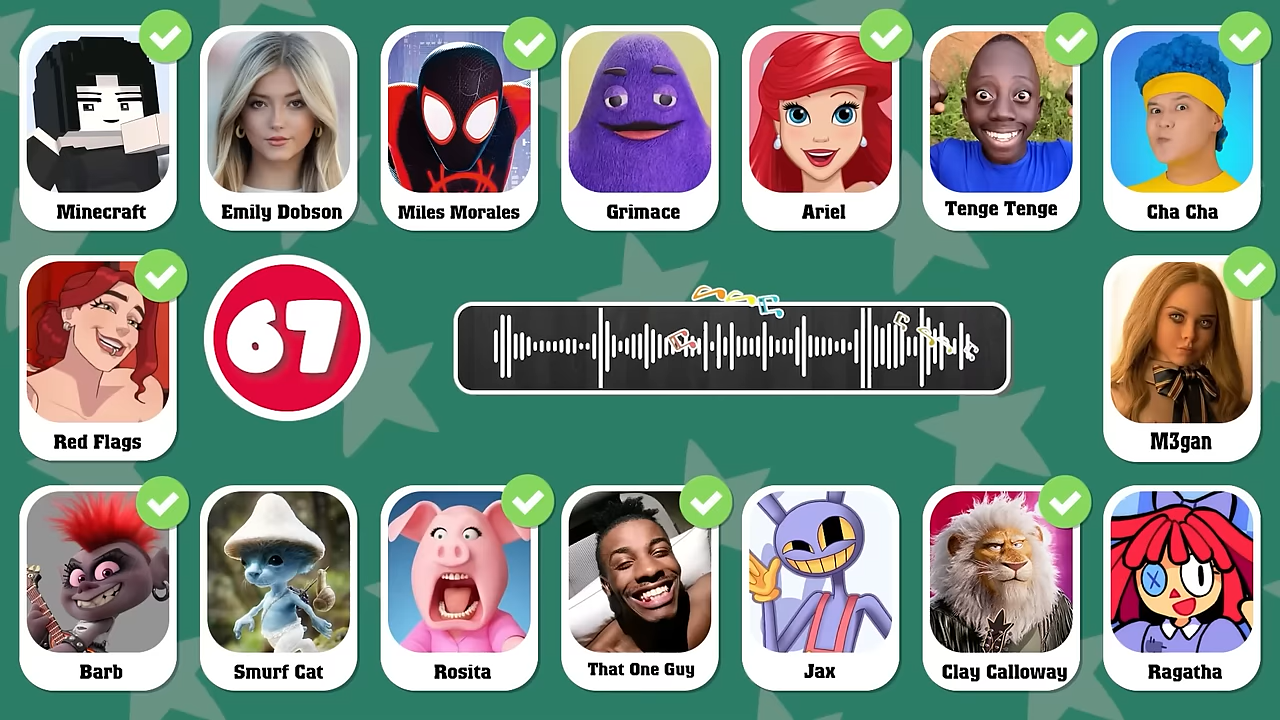 Minecraft
Emily Dobson
Miles Morales
Grimace
Ariel
Tenge Tenge
Cha Cha
Red Flags
67
M3gan
Barb
Smurf Cat
Rosita
That One Guy
Jax
Clay Calloway
Ragatha